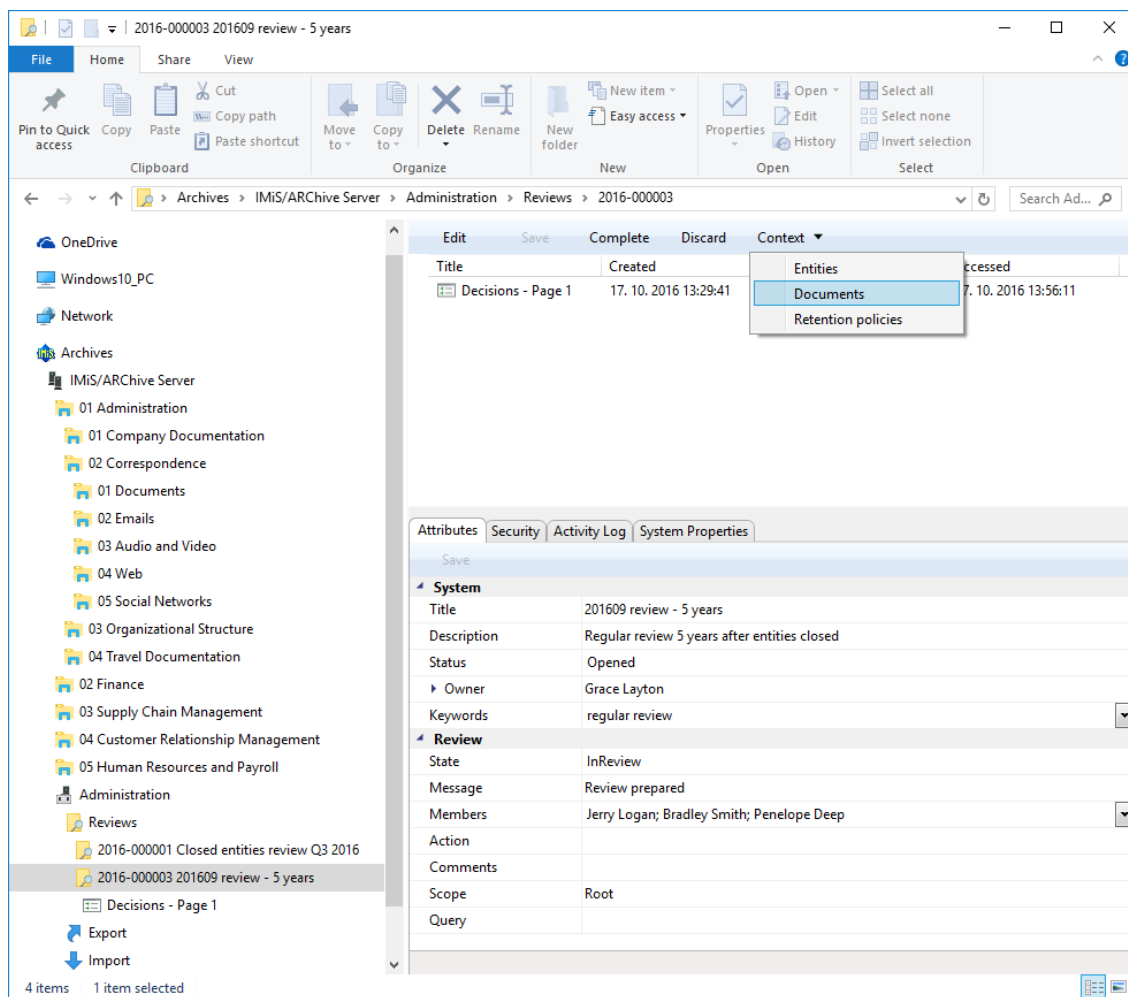 2016-000003 201609 review - 5 years
File Home Share View
Pin to Quick access
Copy
Paste
Cut
Copy path
Paste shortcut
Clipboard
Move to
Copy to
Delete
Rename
Organize
New folder
New item
Easy access
New
Properties
Open
Edit
History
Open
Select all
Select none
Invert selection
Select
Archives > IMiS/ARChive Server > Administration > Reviews > 2016-000003
Search Ad...
OneDrive
Windows10_PC
Network
Archives
IMiS/ARChive Server
01 Administration
01 Company Documentation
02 Correspondence
01 Documents
02 Emails
03 Audio and Video
04 Web
05 Social Networks
03 Organizational Structure
04 Travel Documentation
02 Finance
03 Supply Chain Management
04 Customer Relationship Management
05 Human Resources and Payroll
Administration
Reviews
2016-000001 Closed entities review Q3 2016
2016-000003 201609 review - 5 years
Decisions - Page 1
Export
Import
Edit Save Complete Discard Context
Title Created ccessed
Decisions - Page 1 17. 10. 2016 13:29:41 7. 10. 2016 13:56:11
Entities
Documents
Retention policies
Attributes Security Activity Log System Properties
Save
System
Title 201609 review - 5 years
Description Regular review 5 years after entities closed
Status Opened
Owner Grace Layton
Keywords regular review
Review
State InReview
Message Review prepared
Members Jerry Logan; Bradley Smith; Penelope Deep
Action
Comments
Scope Root
Query
4 items 1 item selected